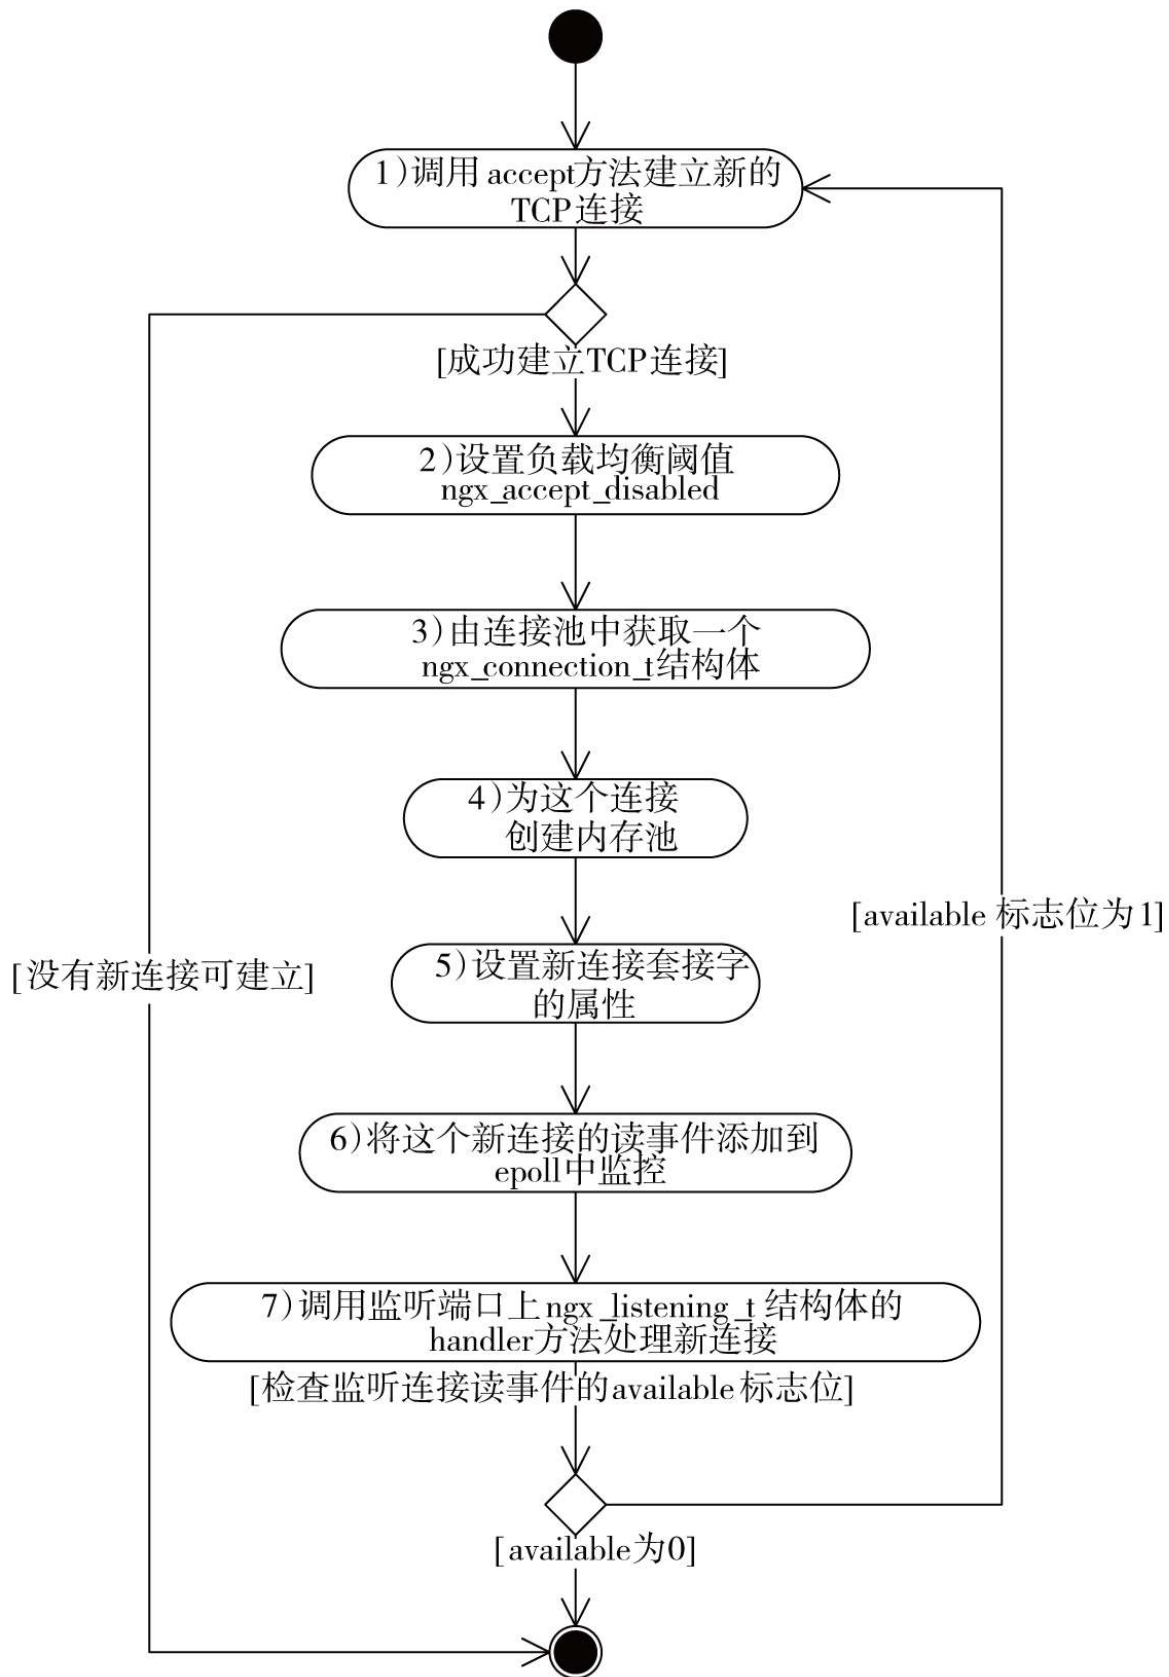 1)调用 accept方法建立新的
TCP连接
[成功建立TCP连接]
2)设置负载均衡阈值
ngx_accept_disabled
3)由连接池中获取一个
ngx_connection_t结构体
4)为这个连接
创建内存池
[available 标志位为1]
[没有新连接可建立]
5)设置新连接套接字
的属性
6)将这个新连接的读事件添加到
epoll中监控
7)调用监听端口上ngx_listening_t 结构体的
handler方法处理新连接
[检查监听连接读事件的available标志位]
[available为0]